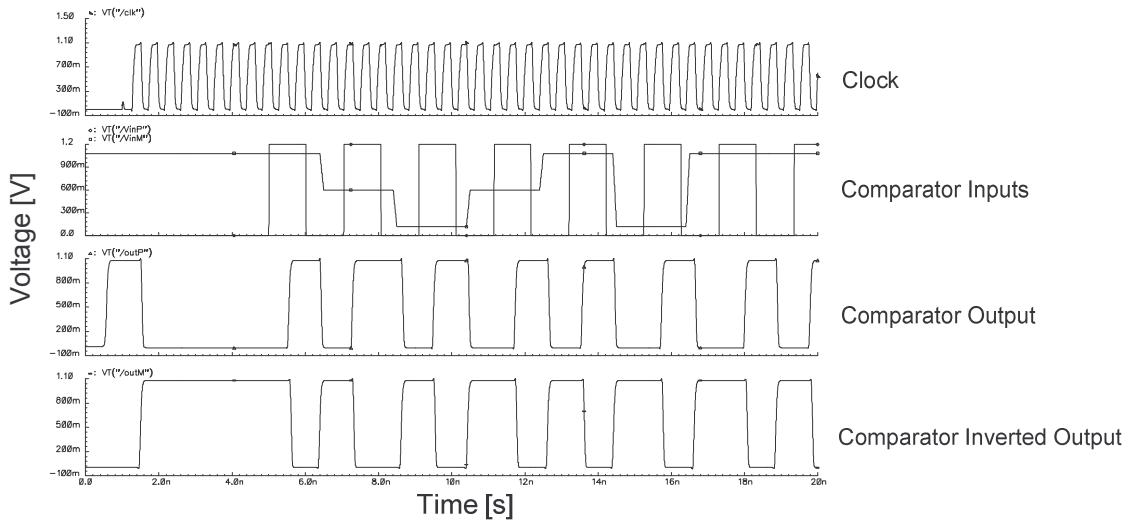 VT("/clk")
1.50
1.10
700m
300m
-100m
Clock
VT("/VinP")
VT("/VinM")
1.2
900m
600m
300m
0.0
Comparator Inputs
Voltage [V]
VT("/outP")
1.10
800m
500m
200m
-100m
Comparator Output
VT("/outM")
1.10
800m
500m
200m
-100m
Comparator Inverted Output
0.0 2.0n 4.0n 6.0n 8.0n 10n 12n 14n 16n 18n 20n
Time [s]